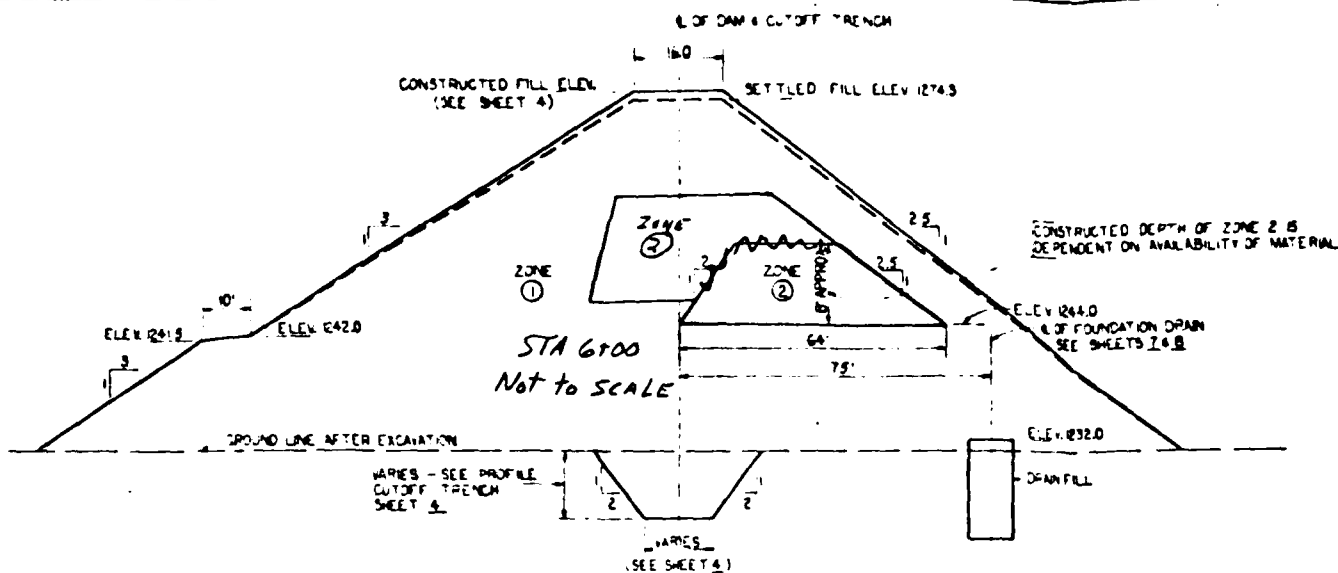 ℄ OF DAM & CUTOFF TRENCH
16.0
CONSTRUCTED FILL ELEV.
(SEE SHEET 4)
SETTLED FILL ELEV. 1274.3
3
1
2.5
1
CONSTRUCTED DEPTH OF ZONE 2 IS
DEPENDENT ON AVAILABILITY OF MATERIAL
ZONE
②
ZONE
①
2
1
ZONE
②
APPROX
2.5
1
10'
ELEV. 1241.5
ELEV. 1242.0
ELEV. 1244.0
℄ OF FOUNDATION DRAIN
SEE SHEETS 7 & 8
64'
75'
STA 6+00
Not to SCALE
3
1
GROUND LINE AFTER EXCAVATION
ELEV. 1232.0
VARIES - SEE PROFILE
CUTOFF TRENCH
SHEET 4
1
2
1
2
DRAIN FILL
VARIES
(SEE SHEET 4)